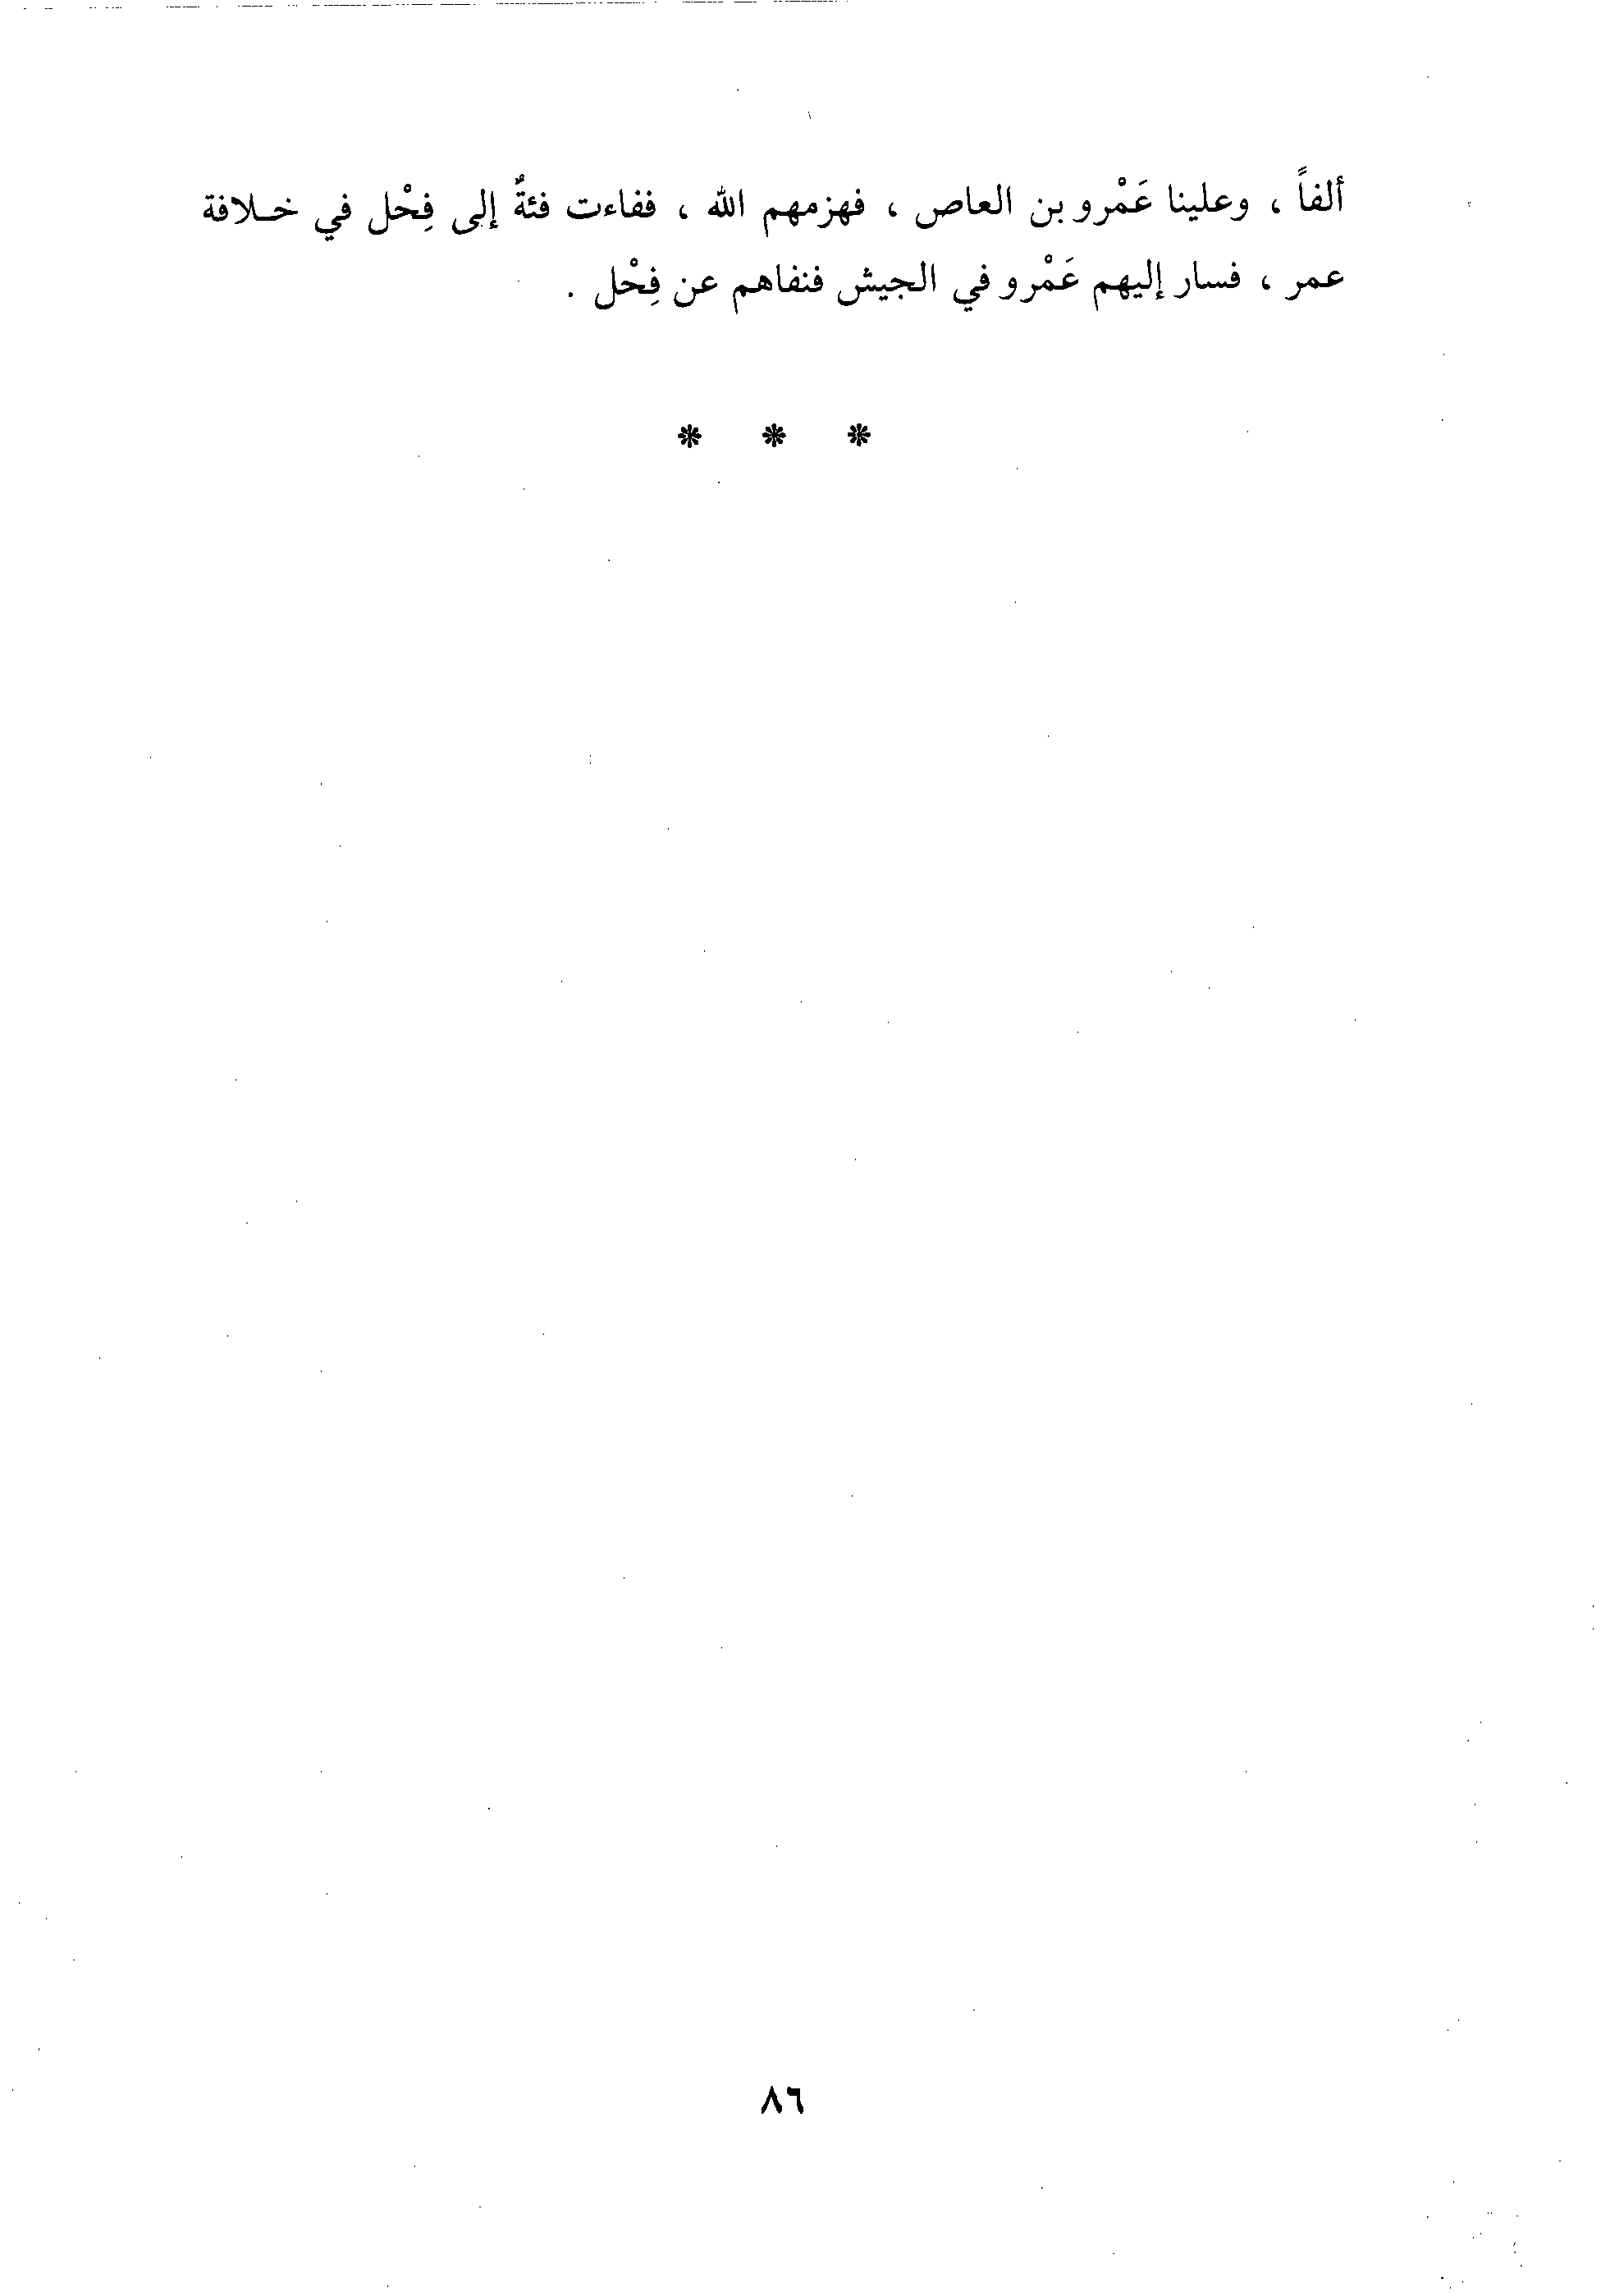 ألفاً ، وعلينا عَمْرو بن العاص ، فهزمهم الله ، ففاءت فئةٌ إلى فِحْل في خـلافة
عمر ، فسار إليهم عَمْرو في الجيش فنفاهم عن فِحْل .
* * *
٨٦